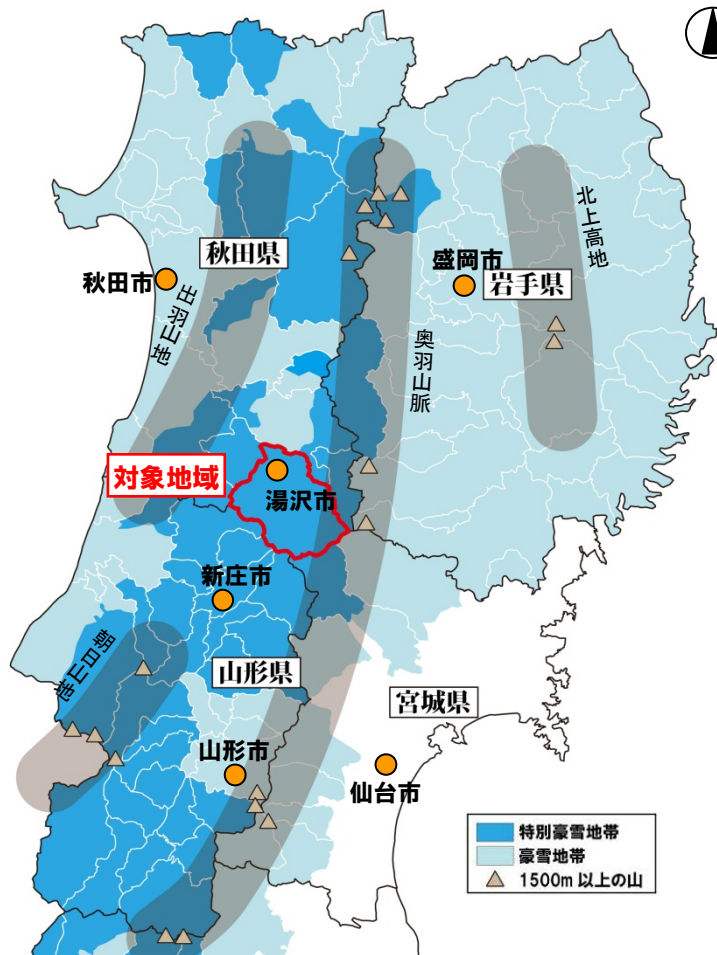 秋田県
秋田市
出羽山地
盛岡市
岩手県
北上高地
奥羽山脈
対象地域
湯沢市
新庄市
朝日山地
山形県
宮城県
山形市
仙台市
特別豪雪地帯
豪雪地帯
1500m 以上の山